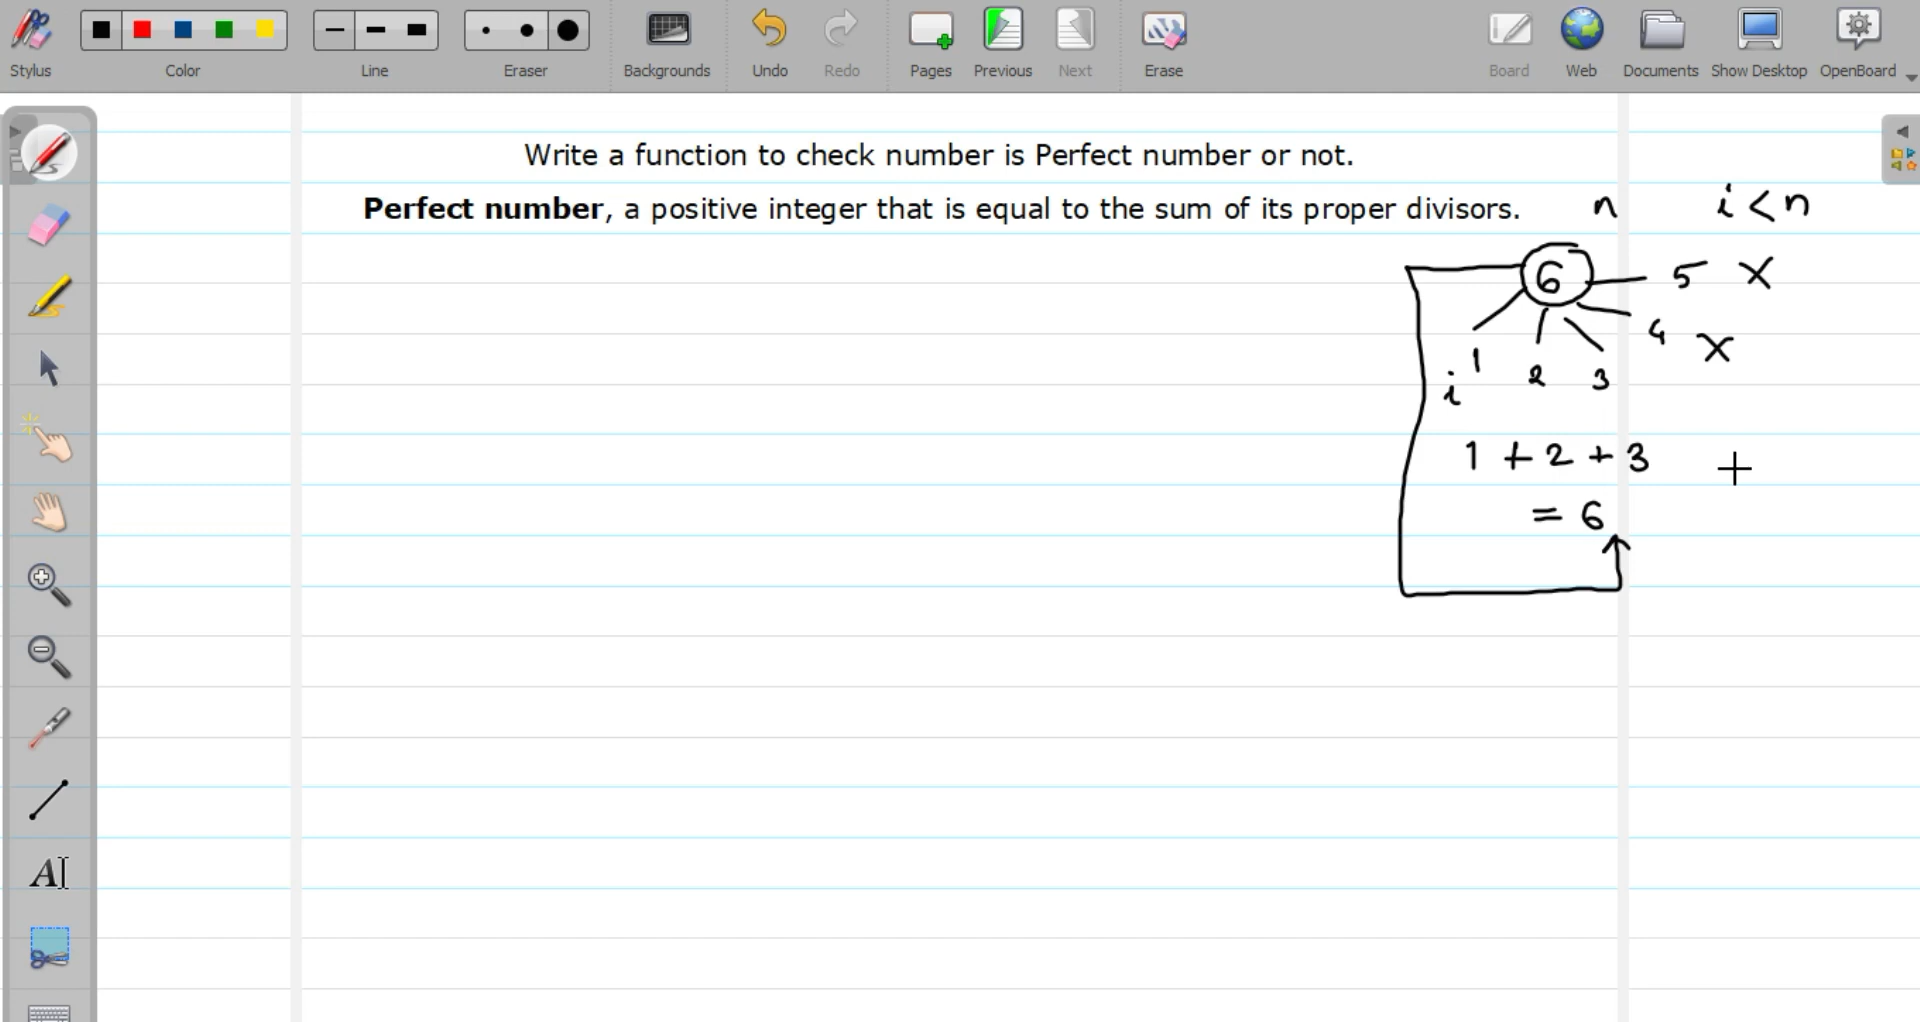 Stylus Color Line Eraser Backgrounds Undo Redo Pages Previous Next Erase Board Web Documents Show Desktop OpenBoard
Write a function to check number is Perfect number or not.
Perfect number, a positive integer that is equal to the sum of its proper divisors. n i < n
6 5 X
4 X
i 1 2 3
1 + 2 + 3
= 6
A